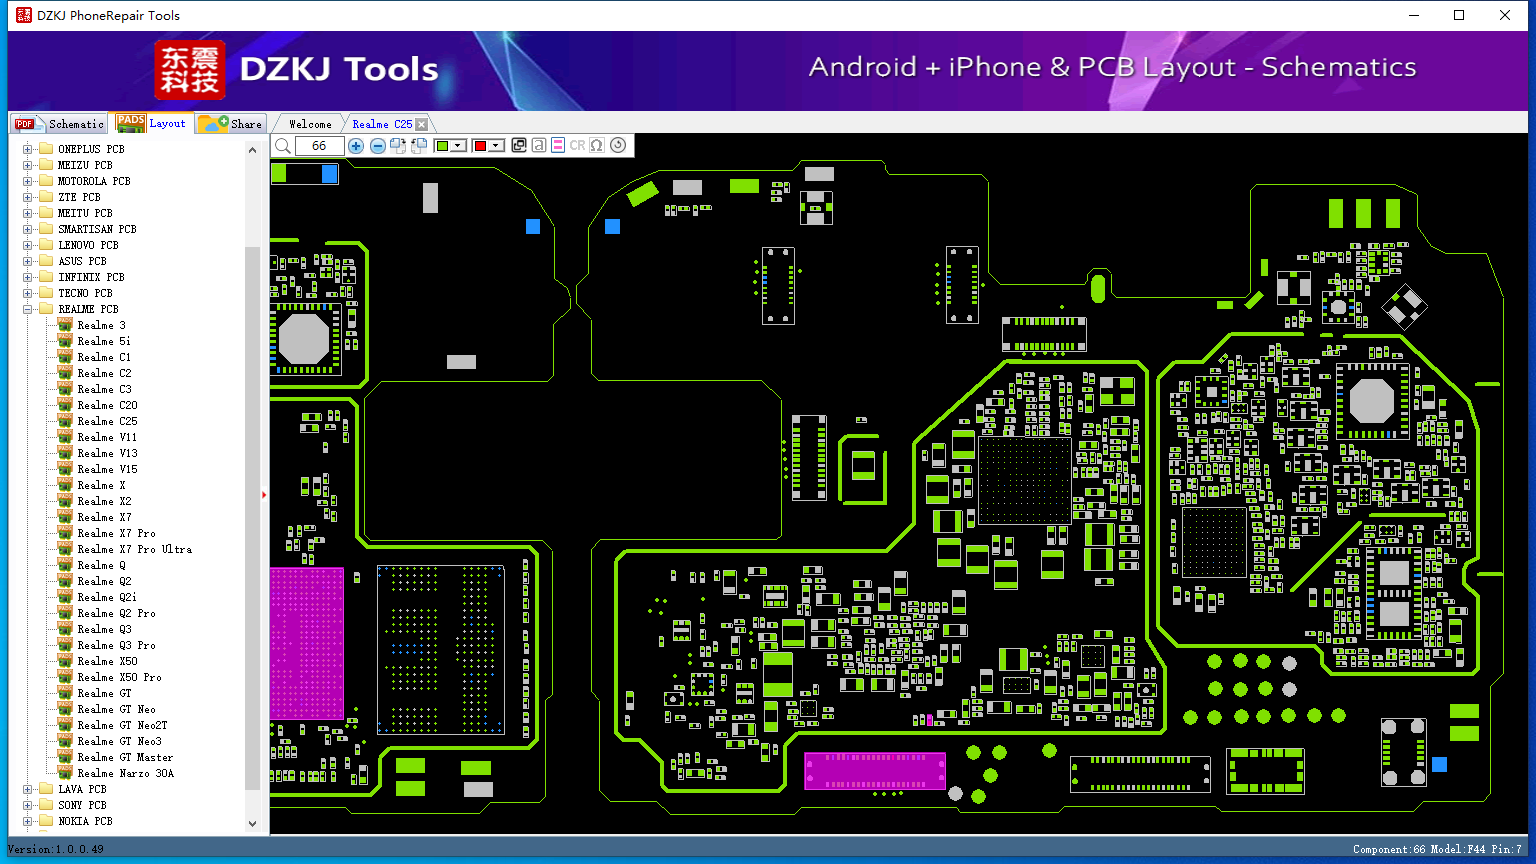 DZKJ PhoneRepair Tools
东震
科技
DZKJ Tools
Android + iPhone & PCB Layout - Schematics
PDF
Schematic
PADS
Layout
Share
Welcome
Realme C25
66
a
CR
Ω
ONEPLUS PCB
MEIZU PCB
MOTOROLA PCB
ZTE PCB
MEITU PCB
SMARTISAN PCB
LENOVO PCB
ASUS PCB
INFINIX PCB
TECNO PCB
REALME PCB
Realme 3
Realme 5i
Realme C1
Realme C2
Realme C3
Realme C20
Realme C25
Realme V11
Realme V13
Realme V15
Realme X
Realme X2
Realme X7
Realme X7 Pro
Realme X7 Pro Ultra
Realme Q
Realme Q2
Realme Q2i
Realme Q2 Pro
Realme Q3
Realme Q3 Pro
Realme X50
Realme X50 Pro
Realme GT
Realme GT Neo
Realme GT Neo2T
Realme GT Neo3
Realme GT Master
Realme Narzo 30A
LAVA PCB
SONY PCB
NOKIA PCB
Version:1.0.0.49
Component:66 Model:F44 Pin:7